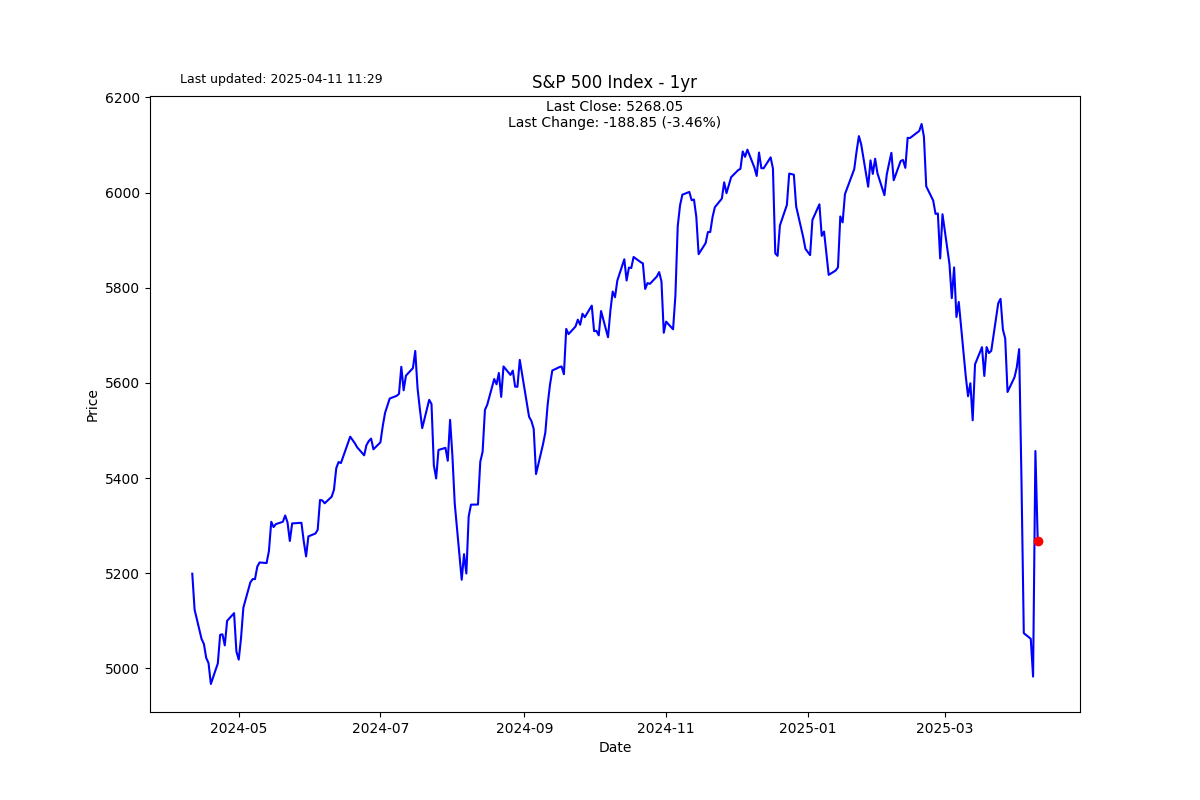 Last updated: 2025-04-11 11:29
S&P 500 Index - 1yr
Last Close: 5268.05
Last Change: -188.85 (-3.46%)
6200
6000
5800
5600
5400
5200
5000
Price
2024-05 2024-07 2024-09 2024-11 2025-01 2025-03
Date